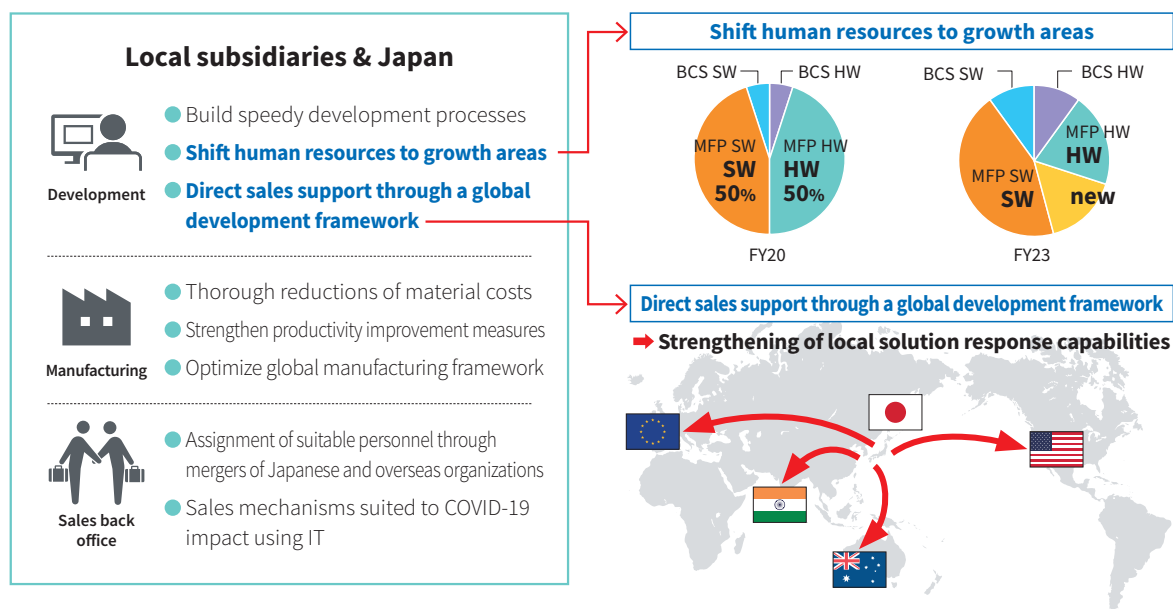 Local subsidiaries & Japan
Development
Build speedy development processes
Shift human resources to growth areas
Direct sales support through a global
development framework
Manufacturing
Thorough reductions of material costs
Strengthen productivity improvement measures
Optimize global manufacturing framework
Sales back
office
Assignment of suitable personnel through
mergers of Japanese and overseas organizations
Sales mechanisms suited to COVID-19
impact using IT
Shift human resources to growth areas
BCS SW
BCS HW
MFP SW
SW
50%
MFP HW
HW
50%
FY20
BCS SW
BCS HW
MFP HW
HW
MFP SW
SW
new
FY23
Direct sales support through a global development framework
Strengthening of local solution response capabilities